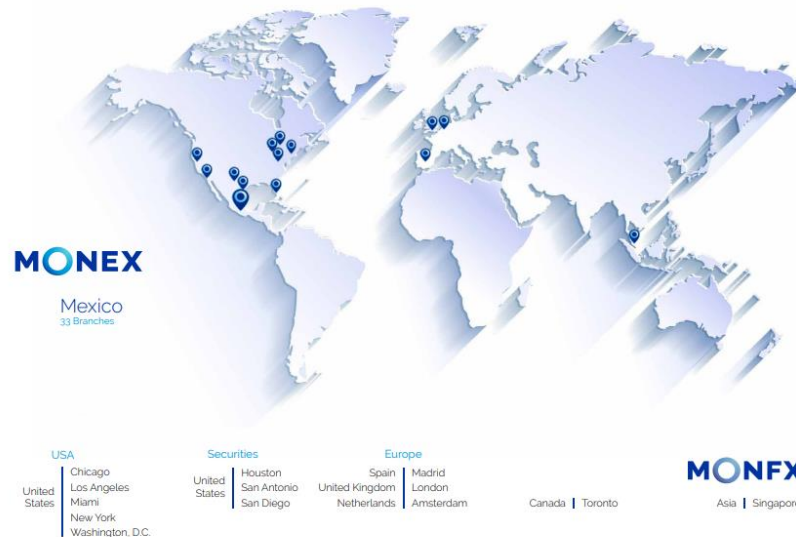 MONEX
Mexico
33 Branches
USA
United States
Chicago
Los Angeles
Miami
New York
Washington, D.C.
Securities
United States
Houston
San Antonio
San Diego
Europe
Spain
Madrid
United Kingdom
London
Netherlands
Amsterdam
Canada
Toronto
MONFX
Asia
Singapore